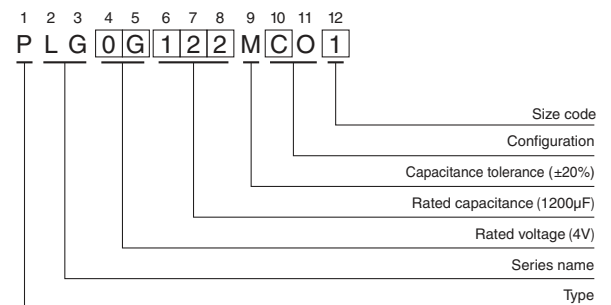 1 2 3 4 5 6 7 8 9 10 11 12
P L G 0 G 1 2 2 M C O 1
Size code
Configuration
Capacitance tolerance (±20%)
Rated capacitance (1200µF)
Rated voltage (4V)
Series name
Type